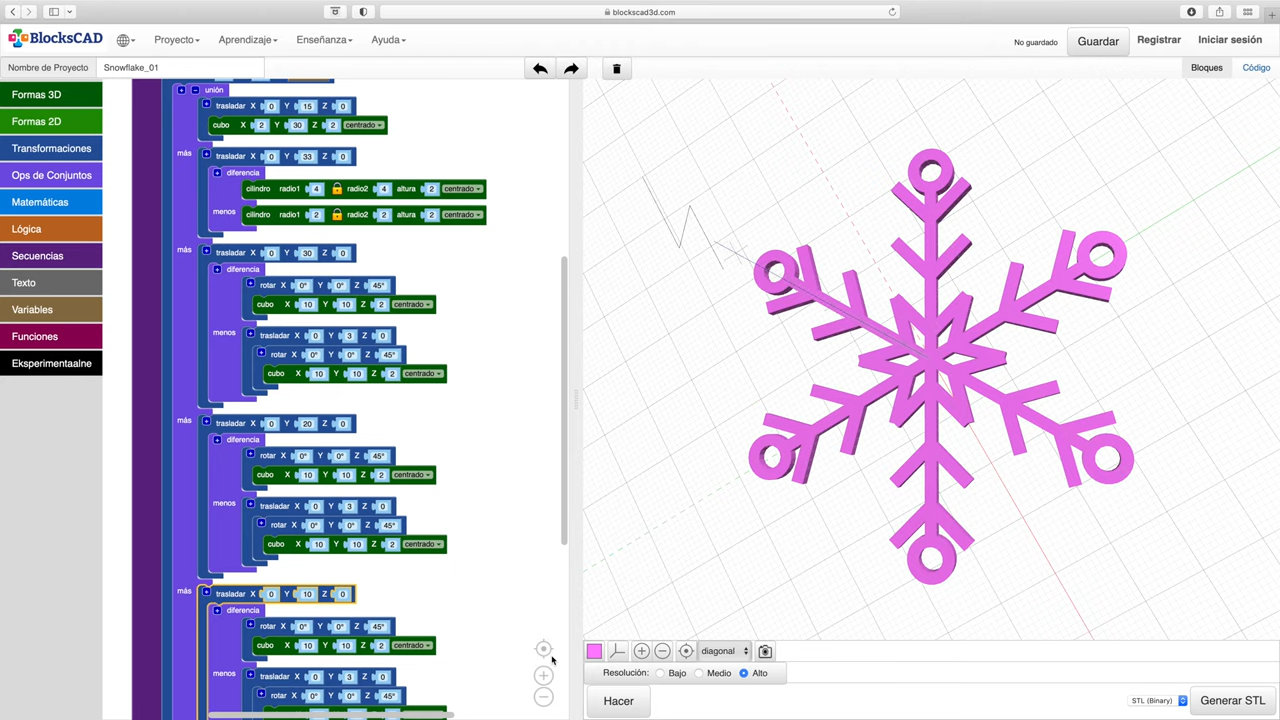 blockscad3d.com
BlocksCAD Proyecto Aprendizaje Enseñanza Ayuda No guardado Guardar Registrar Iniciar sesión
Nombre de Proyecto Snowflake_01 Bloques Código
Formas 3D
Formas 2D
Transformaciones
Ops de Conjuntos
Matemáticas
Lógica
Secuencias
Texto
Variables
Funciones
Eksperimentaalne
+ - unión
+ trasladar X 0 Y 15 Z 0
cubo X 2 Y 30 Z 2 centrado
más + trasladar X 0 Y 33 Z 0
+ diferencia
cilindro radio1 4 radio2 4 altura 2 centrado
menos cilindro radio1 2 radio2 2 altura 2 centrado
más + trasladar X 0 Y 30 Z 0
+ diferencia
+ rotar X 0° Y 0° Z 45°
cubo X 10 Y 10 Z 2 centrado
menos + trasladar X 0 Y 3 Z 0
+ rotar X 0° Y 0° Z 45°
cubo X 10 Y 10 Z 2 centrado
más + trasladar X 0 Y 20 Z 0
+ diferencia
+ rotar X 0° Y 0° Z 45°
cubo X 10 Y 10 Z 2 centrado
menos + trasladar X 0 Y 3 Z 0
+ rotar X 0° Y 0° Z 45°
cubo X 10 Y 10 Z 2 centrado
más + trasladar X 0 Y 10 Z 0
+ diferencia
+ rotar X 0° Y 0° Z 45°
cubo X 10 Y 10 Z 2 centrado
menos + trasladar X 0 Y 3 Z 0
+ rotar X 0° Y 0° Z 45°
diagonal
Resolución: Bajo Medio Alto
Hacer STL (Binary) Generar STL